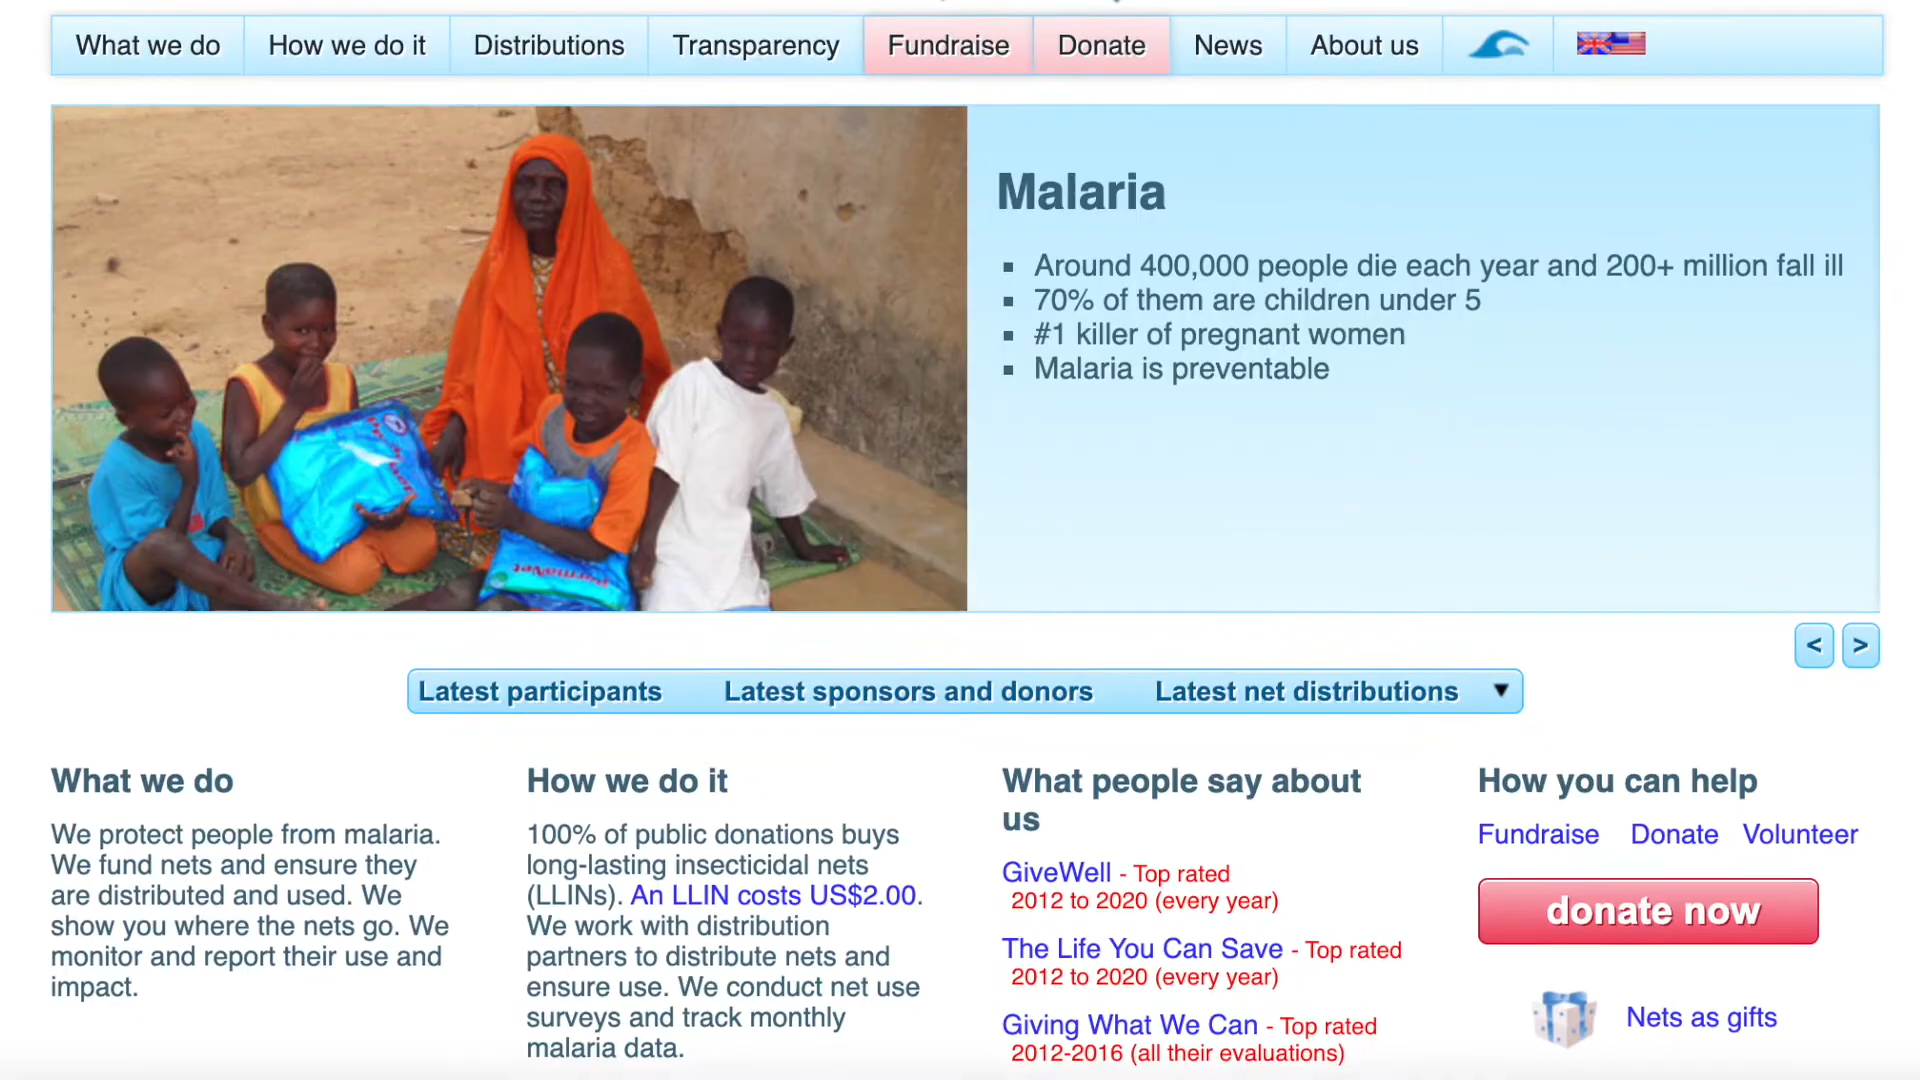 What we do
How we do it
Distributions
Transparency
Fundraise
Donate
News
About us
Malaria
Around 400,000 people die each year and 200+ million fall ill
70% of them are children under 5
#1 killer of pregnant women
Malaria is preventable
PermaNet
<
>
Latest participants
Latest sponsors and donors
Latest net distributions
What we do
We protect people from malaria.
We fund nets and ensure they
are distributed and used. We
show you where the nets go. We
monitor and report their use and
impact.
How we do it
100% of public donations buys
long-lasting insecticidal nets
(LLINs). An LLIN costs US$2.00.
We work with distribution
partners to distribute nets and
ensure use. We conduct net use
surveys and track monthly
malaria data.
What people say about
us
GiveWell - Top rated
2012 to 2020 (every year)
The Life You Can Save - Top rated
2012 to 2020 (every year)
Giving What We Can - Top rated
2012-2016 (all their evaluations)
How you can help
Fundraise Donate Volunteer
donate now
Nets as gifts